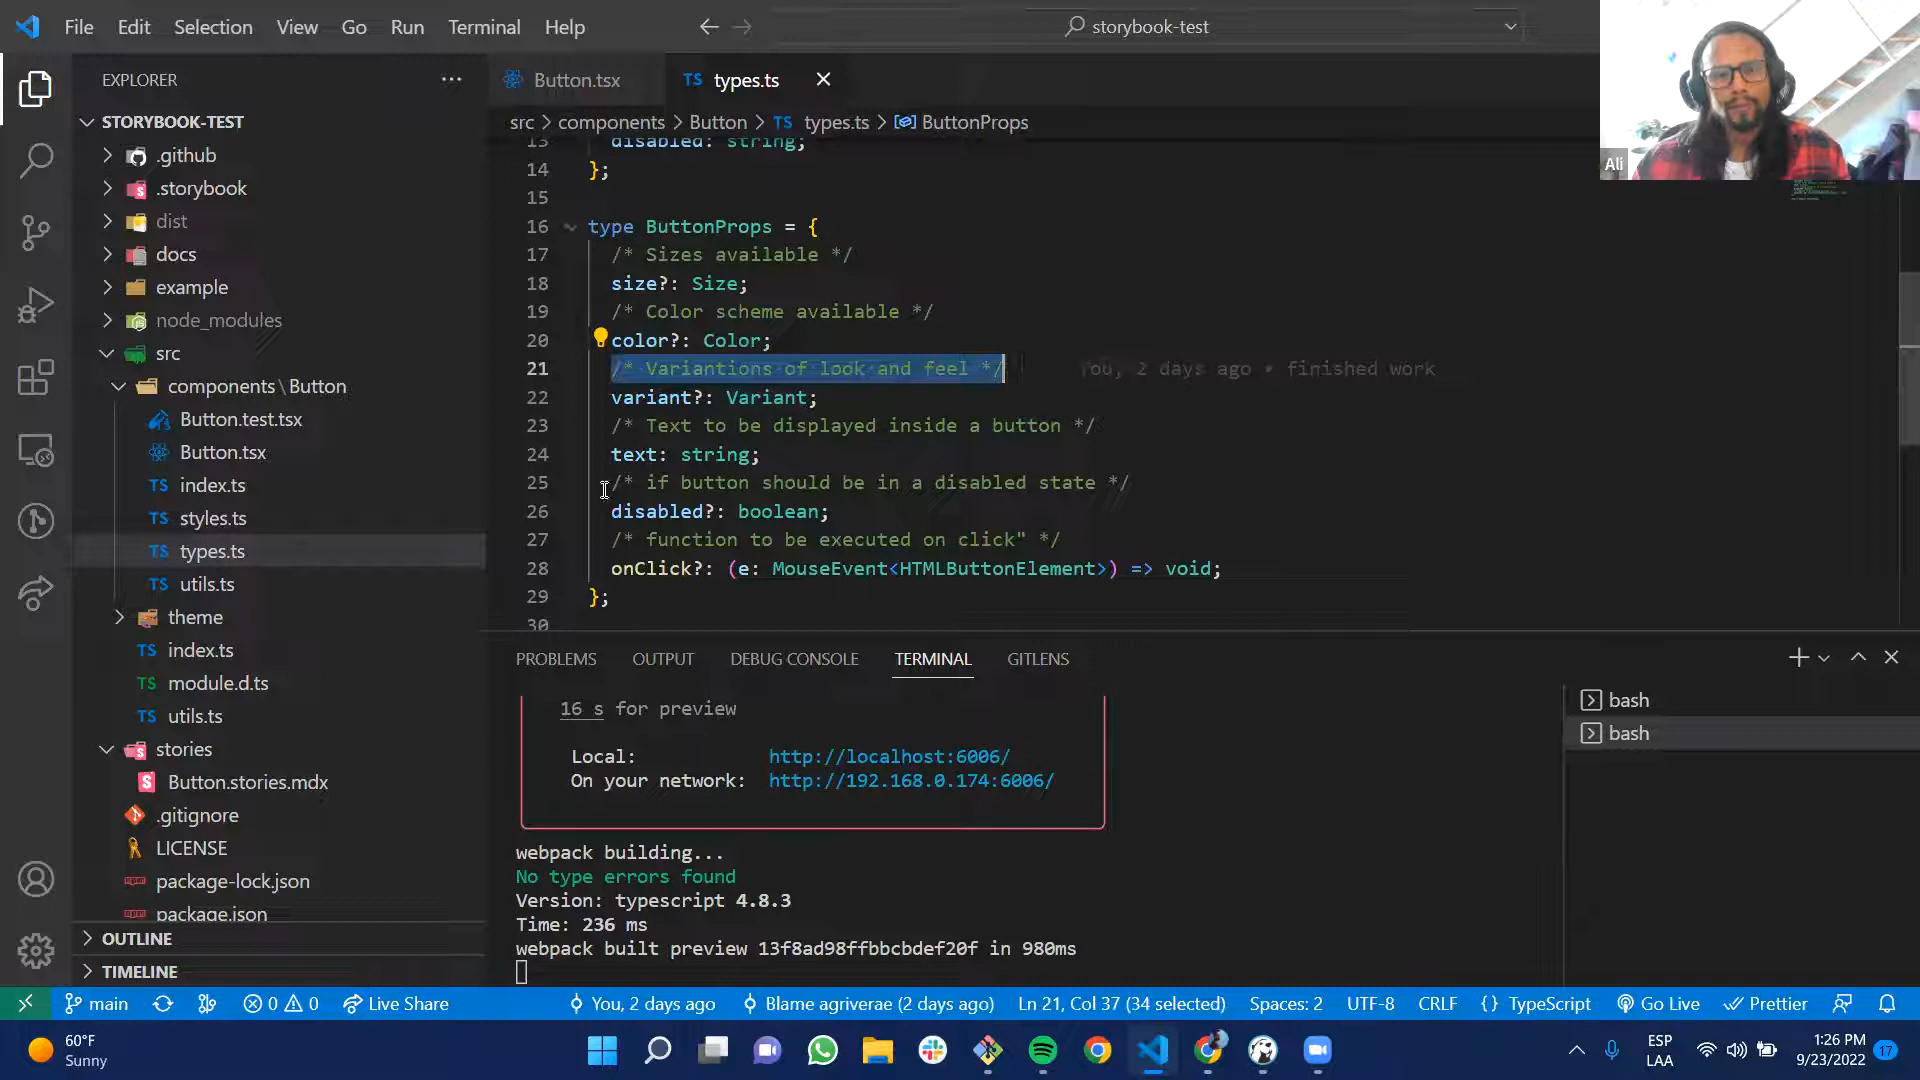 File Edit Selection View Go Run Terminal Help
storybook-test
EXPLORER
STORYBOOK-TEST
.github
.storybook
dist
docs
example
node_modules
src
components\Button
Button.test.tsx
Button.tsx
index.ts
styles.ts
types.ts
utils.ts
theme
index.ts
module.d.ts
utils.ts
stories
Button.stories.mdx
.gitignore
LICENSE
package-lock.json
package.json
OUTLINE
TIMELINE
Button.tsx
TS types.ts
src > components > Button > TS types.ts > ButtonProps
13 disabled: string;
14 };
15
16 type ButtonProps = {
17 /* Sizes available */
18 size?: Size;
19 /* Color scheme available */
20 color?: Color;
21 /* Variantions of look and feel */ You, 2 days ago • finished work
22 variant?: Variant;
23 /* Text to be displayed inside a button */
24 text: string;
25 /* if button should be in a disabled state */
26 disabled?: boolean;
27 /* function to be executed on click" */
28 onClick?: (e: MouseEvent<HTMLButtonElement>) => void;
29 };
30
Ali
PROBLEMS OUTPUT DEBUG CONSOLE TERMINAL GITLENS
16 s for preview
Local: http://localhost:6006/
On your network: http://192.168.0.174:6006/
webpack building...
No type errors found
Version: typescript 4.8.3
Time: 236 ms
webpack built preview 13f8ad98ffbbcbdef20f in 980ms
bash
bash
main 0 0 Live Share You, 2 days ago Blame agriverae (2 days ago) Ln 21, Col 37 (34 selected) Spaces: 2 UTF-8 CRLF {} TypeScript Go Live Prettier
60°F
Sunny
ESP
LAA
1:26 PM
9/23/2022
17